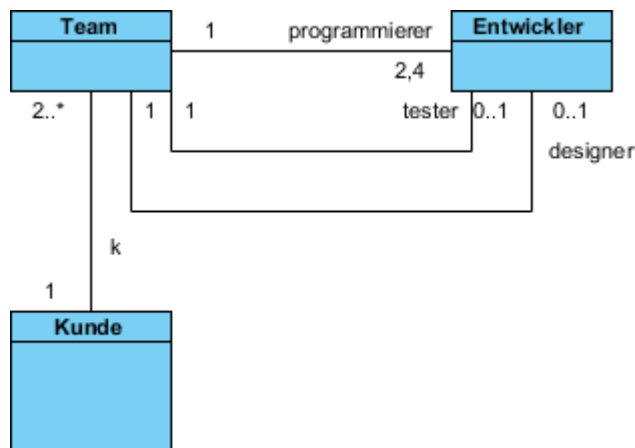 Team
1
programmierer
Entwickler
2,4
2..*
1
1
tester
0..1
0..1
designer
k
1
Kunde